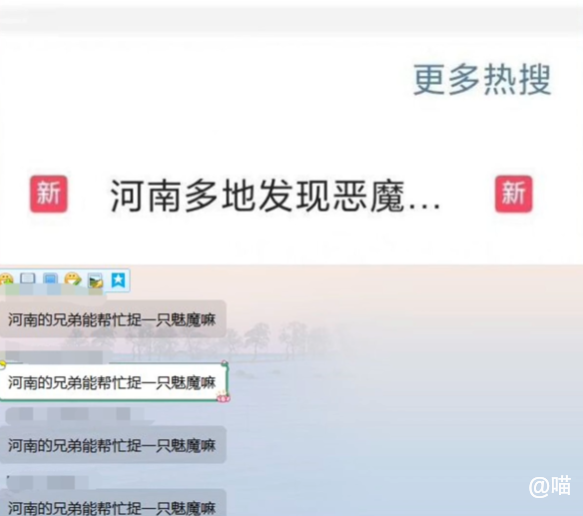 更多热搜
新 河南多地发现恶魔... 新
河南的兄弟能帮忙捉一只魅魔嘛
河南的兄弟能帮忙捉一只魅魔嘛
河南的兄弟能帮忙捉一只魅魔嘛
河南的兄弟能帮忙捉一只魅魔嘛
@喵